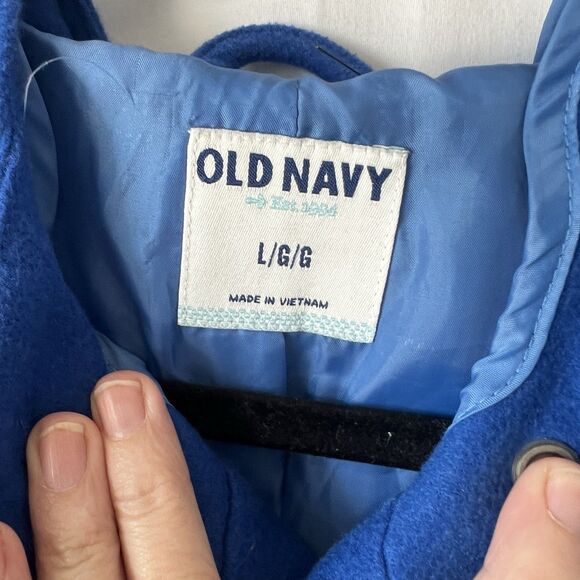 OLD NAVY
Est. 1994
L/G/G
MADE IN VIETNAM